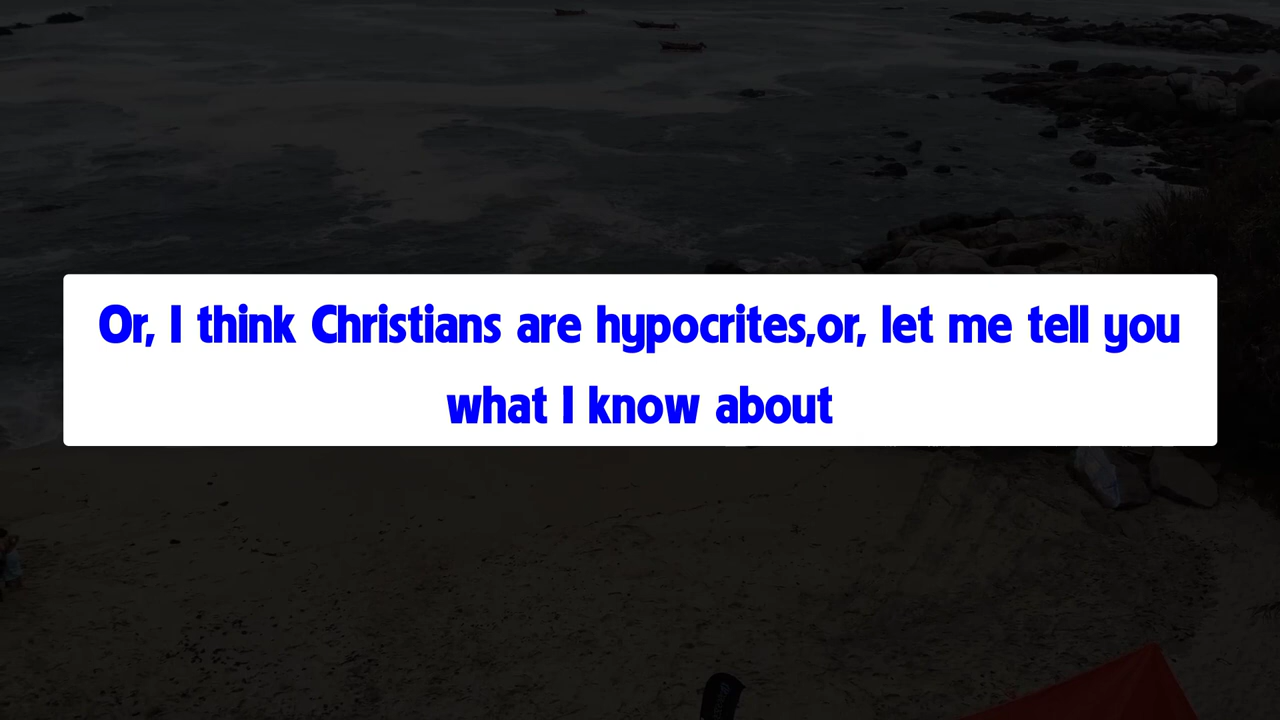 Or, I think Christians are hypocrites,or, let me tell you
what I know about